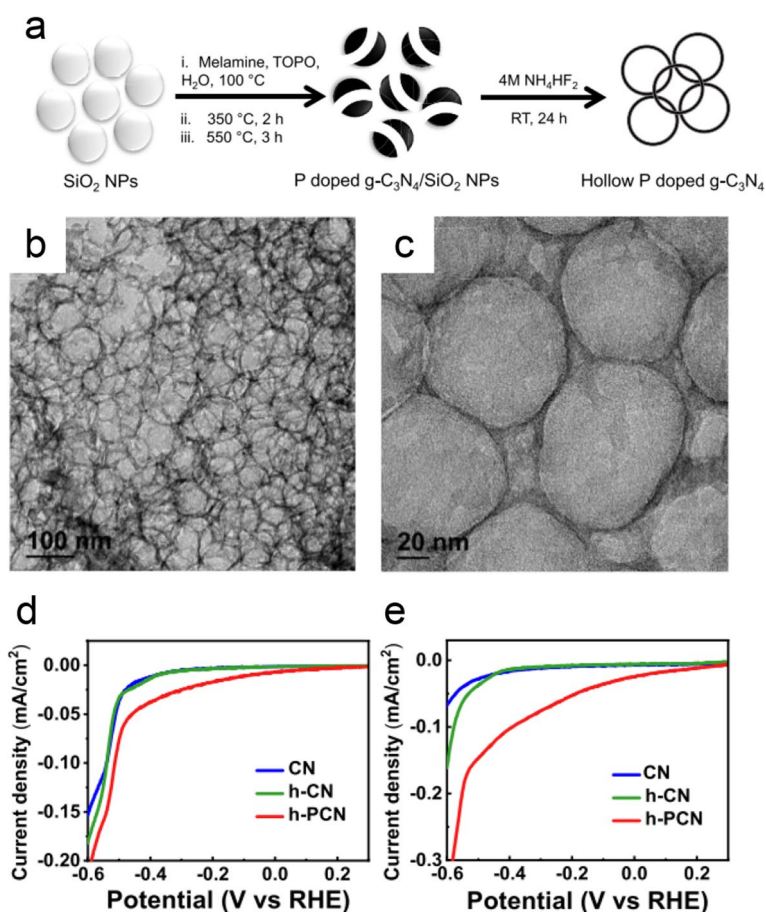 a
i. Melamine, TOPO,
H₂O, 100 °C
ii. 350 °C, 2 h
iii. 550 °C, 3 h
4M NH₄HF₂
RT, 24 h
SiO₂ NPs
P doped g-C₃N₄/SiO₂ NPs
Hollow P doped g-C₃N₄
b
100 nm
c
20 nm
d
Current density (mA/cm²)
0.00
-0.05
-0.10
-0.15
-0.20
CN
h-CN
h-PCN
-0.6 -0.4 -0.2 0.0 0.2
Potential (V vs RHE)
e
Current density (mA/cm²)
0.0
-0.1
-0.2
-0.3
CN
h-CN
h-PCN
-0.6 -0.4 -0.2 0.0 0.2
Potential (V vs RHE)